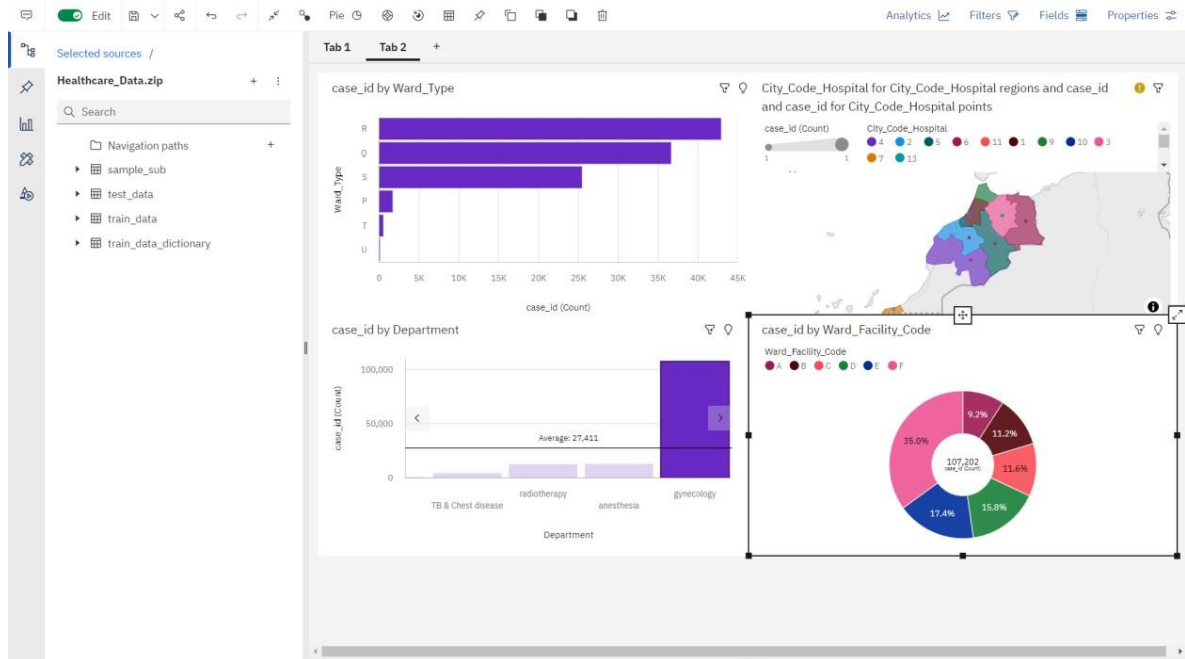 Edit
Pie
Analytics
Filters
Fields
Properties
Selected sources /
Healthcare_Data.zip
Search
Navigation paths
sample_sub
test_data
train_data
train_data_dictionary
Tab 1
Tab 2
case_id by Ward_Type
Ward_Type
R
Q
S
P
T
U
0 5K 10K 15K 20K 25K 30K 35K 40K 45K
case_id (Count)
City_Code_Hospital for City_Code_Hospital regions and case_id
and case_id for City_Code_Hospital points
case_id (Count)
1 1
City_Code_Hospital
4 2 5 6 11 1 9 10 3
7 13
case_id by Department
case_id (Count)
100,000
50,000
0
Average: 27,411
TB & Chest disease
radiotherapy
anesthesia
gynecology
Department
case_id by Ward_Facility_Code
Ward_Facility_Code
A B C D E F
9.2%
11.2%
11.6%
15.8%
17.4%
35.0%
107,202
case_id (Count)